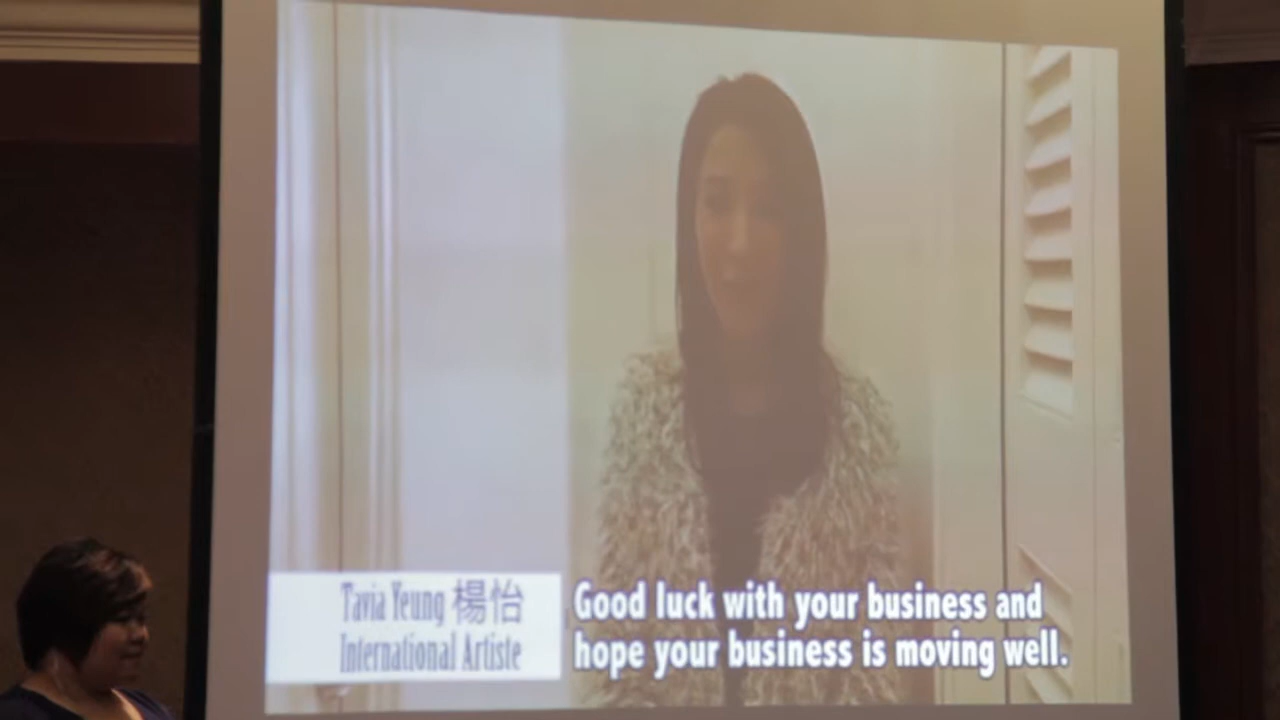 Tavia Yeung 楊怡
International Artiste
Good luck with your business and
hope your business is moving well.